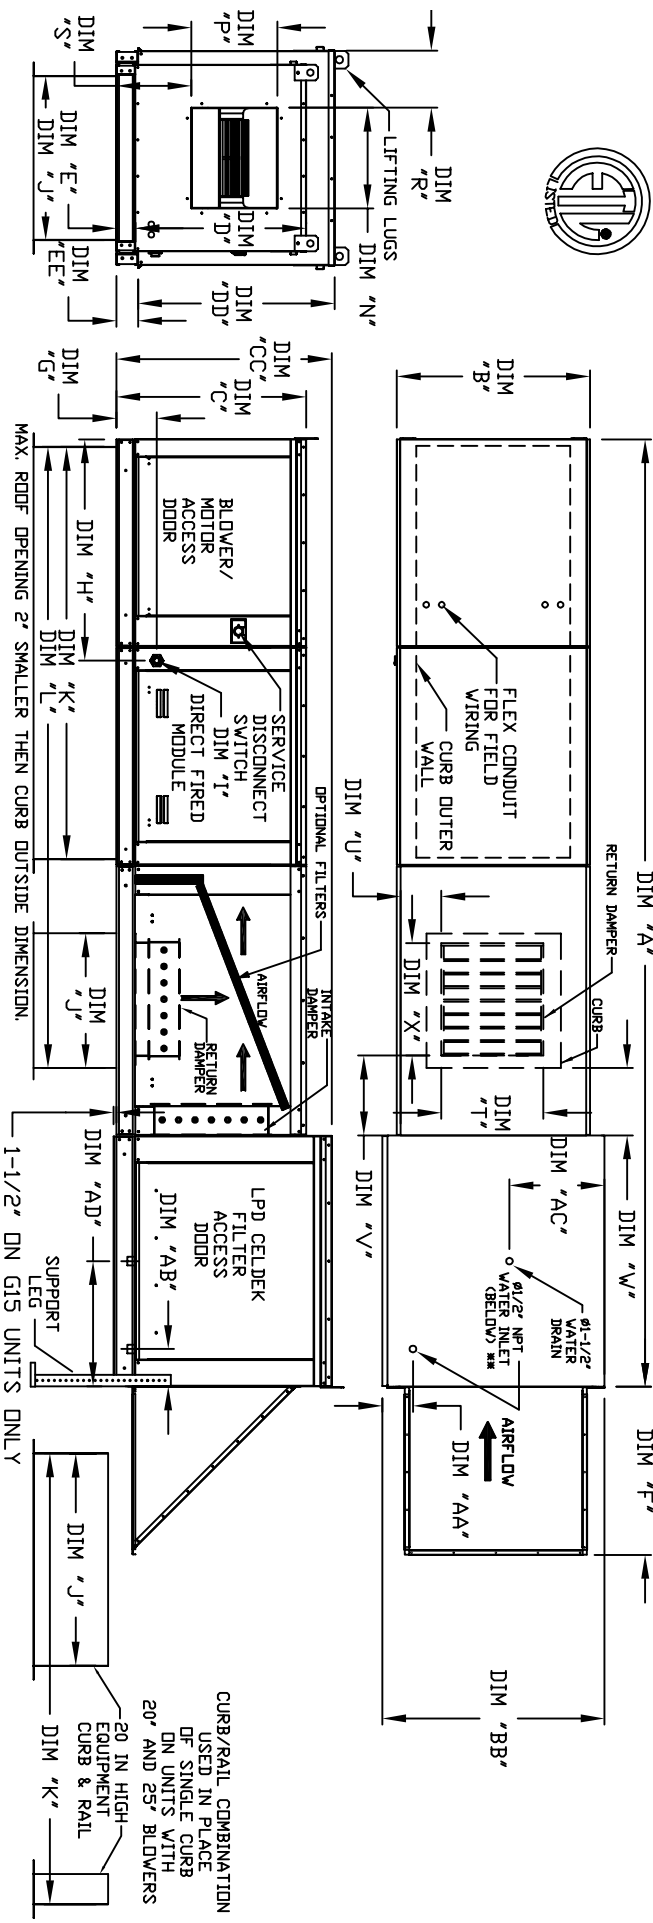 LISTED
DIM
"S"
DIM
"P"
DIM
"R"
LIFTING LUGS
DIM "N"
DIM
"D"
DIM "E"
DIM "J"
DIM
"EE"
DIM
"DD"
DIM
"B"
DIM "A"
FLEX CONDUIT
FOR FIELD
WIRING
CURB OUTER
WALL
RETURN DAMPER
CURB
DIM "U"
DIM "X"
DIM
"T"
DIM "V"
DIM "W"
DIM
"AC"
Ø1-1/2"
WATER
DRAIN
Ø1/2" NPT
WATER INLET
(BELOW) **
AIRFLOW
DIM "AA"
DIM "F"
DIM
"BB"
DIM
"CC"
DIM
"C"
DIM
"G"
BLOWER/
MOTOR
ACCESS
DOOR
SERVICE
DISCONNECT
SWITCH
DIM "I"
DIRECT FIRED
MODULE
OPTIONAL FILTERS
AIRFLOW
INTAKE
DAMPER
RETURN
DAMPER
LPD CELDEK
FILTER
ACCESS
DOOR
DIM "AB"
DIM "AD"
DIM "H"
DIM "K"
DIM "L"
DIM "J"
MAX. ROOF OPENING 2" SMALLER THEN CURB OUTSIDE DIMENSION.
SUPPORT
LEG
1-1/2" ON G15 UNITS ONLY
DIM "J"
DIM "K"
20 IN HIGH
EQUIPMENT
CURB & RAIL
CURB/RAIL COMBINATION
USED IN PLACE
OF SINGLE CURB
ON UNITS WITH
20" AND 25" BLOWERS